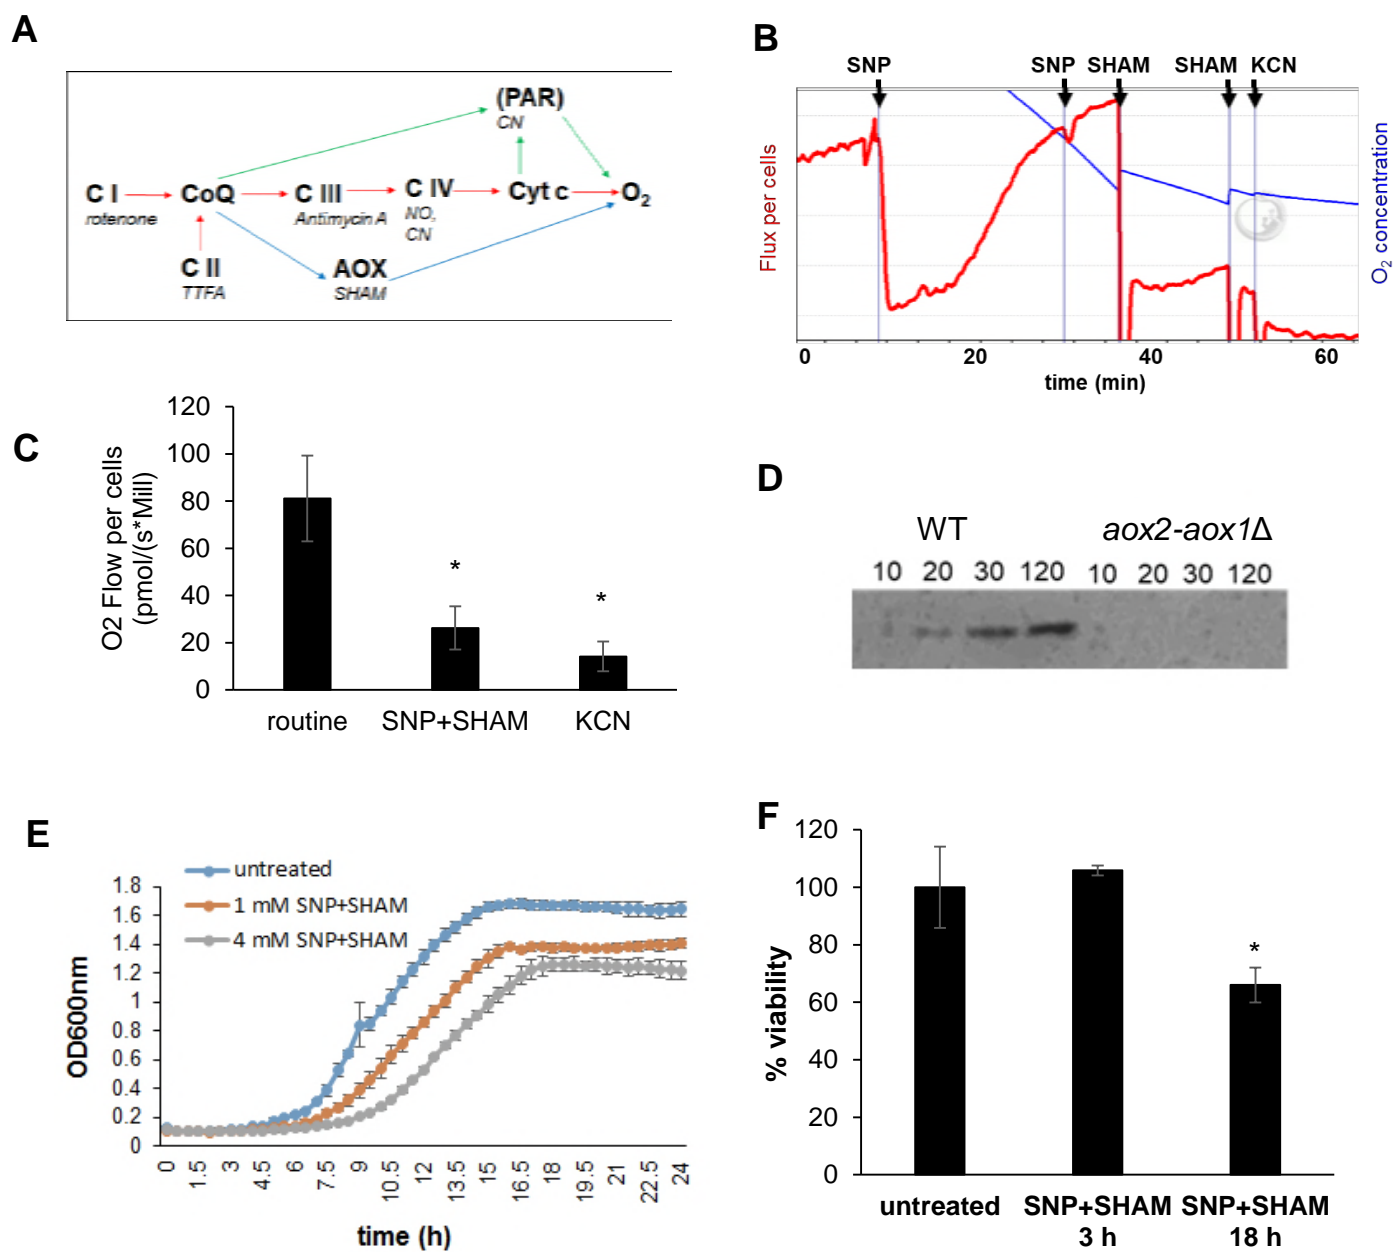 A
(PAR)
CN
C I
CoQ
C III
C IV
Cyt c
O2
rotenone
Antimycin A
NO,
CN
C II
AOX
TTFA
SHAM
B
SNP
SNP
SHAM
SHAM
KCN
Flux per cells
O2 concentration
0
20
40
60
time (min)
C
O2 Flow per cells
(pmol/(s*Mill)
120
100
80
60
40
20
0
*
*
routine
SNP+SHAM
KCN
D
WT
aox2-aox1Δ
10 20 30 120 10 20 30 120
E
untreated
1 mM SNP+SHAM
4 mM SNP+SHAM
OD600nm
1.8
1.6
1.4
1.2
1
0.8
0.6
0.4
0.2
0
0 1.5 3 4.5 6 7.5 9 10.5 12 13.5 15 16.5 18 19.5 21 22.5 24
time (h)
F
% viability
120
100
80
60
40
20
0
*
untreated
SNP+SHAM
3 h
SNP+SHAM
18 h